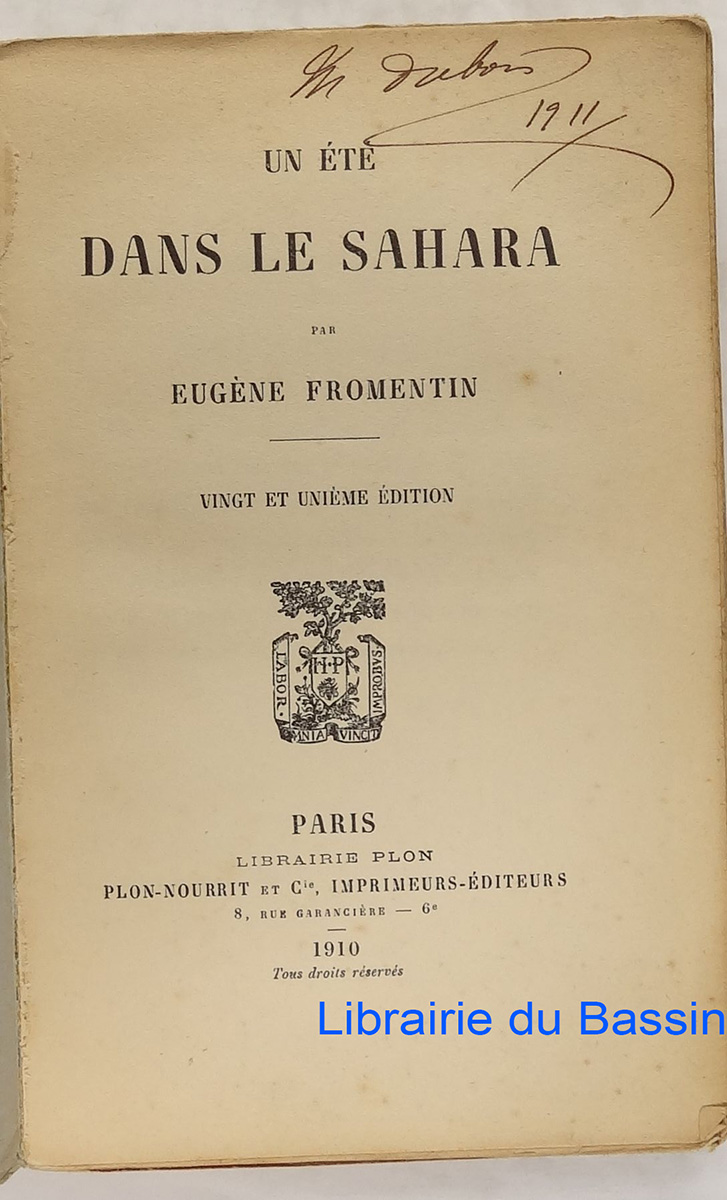 Dubois
1911
UN ÉTÉ
DANS LE SAHARA
PAR
EUGÈNE FROMENTIN
VINGT ET UNIÈME ÉDITION
LABOR
H·P
IMPROBVS
OMNIA VINCIT
PARIS
LIBRAIRIE PLON
PLON-NOURRIT ET Cie, IMPRIMEURS-ÉDITEURS
8, RUE GARANCIÈRE — 6e
1910
Tous droits réservés
Librairie du Bassin